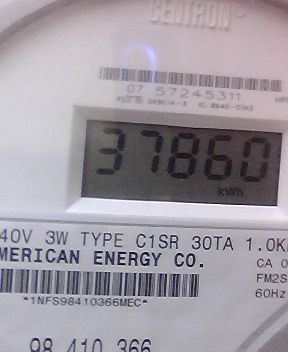 CENTRON®
07 57245311
37860
kWh
40V 3W TYPE C1SR 30TA 1.0K
MERICAN ENERGY CO. CA 0
FM2S
*1NFS98410366MEC* 60Hz
98 410 366